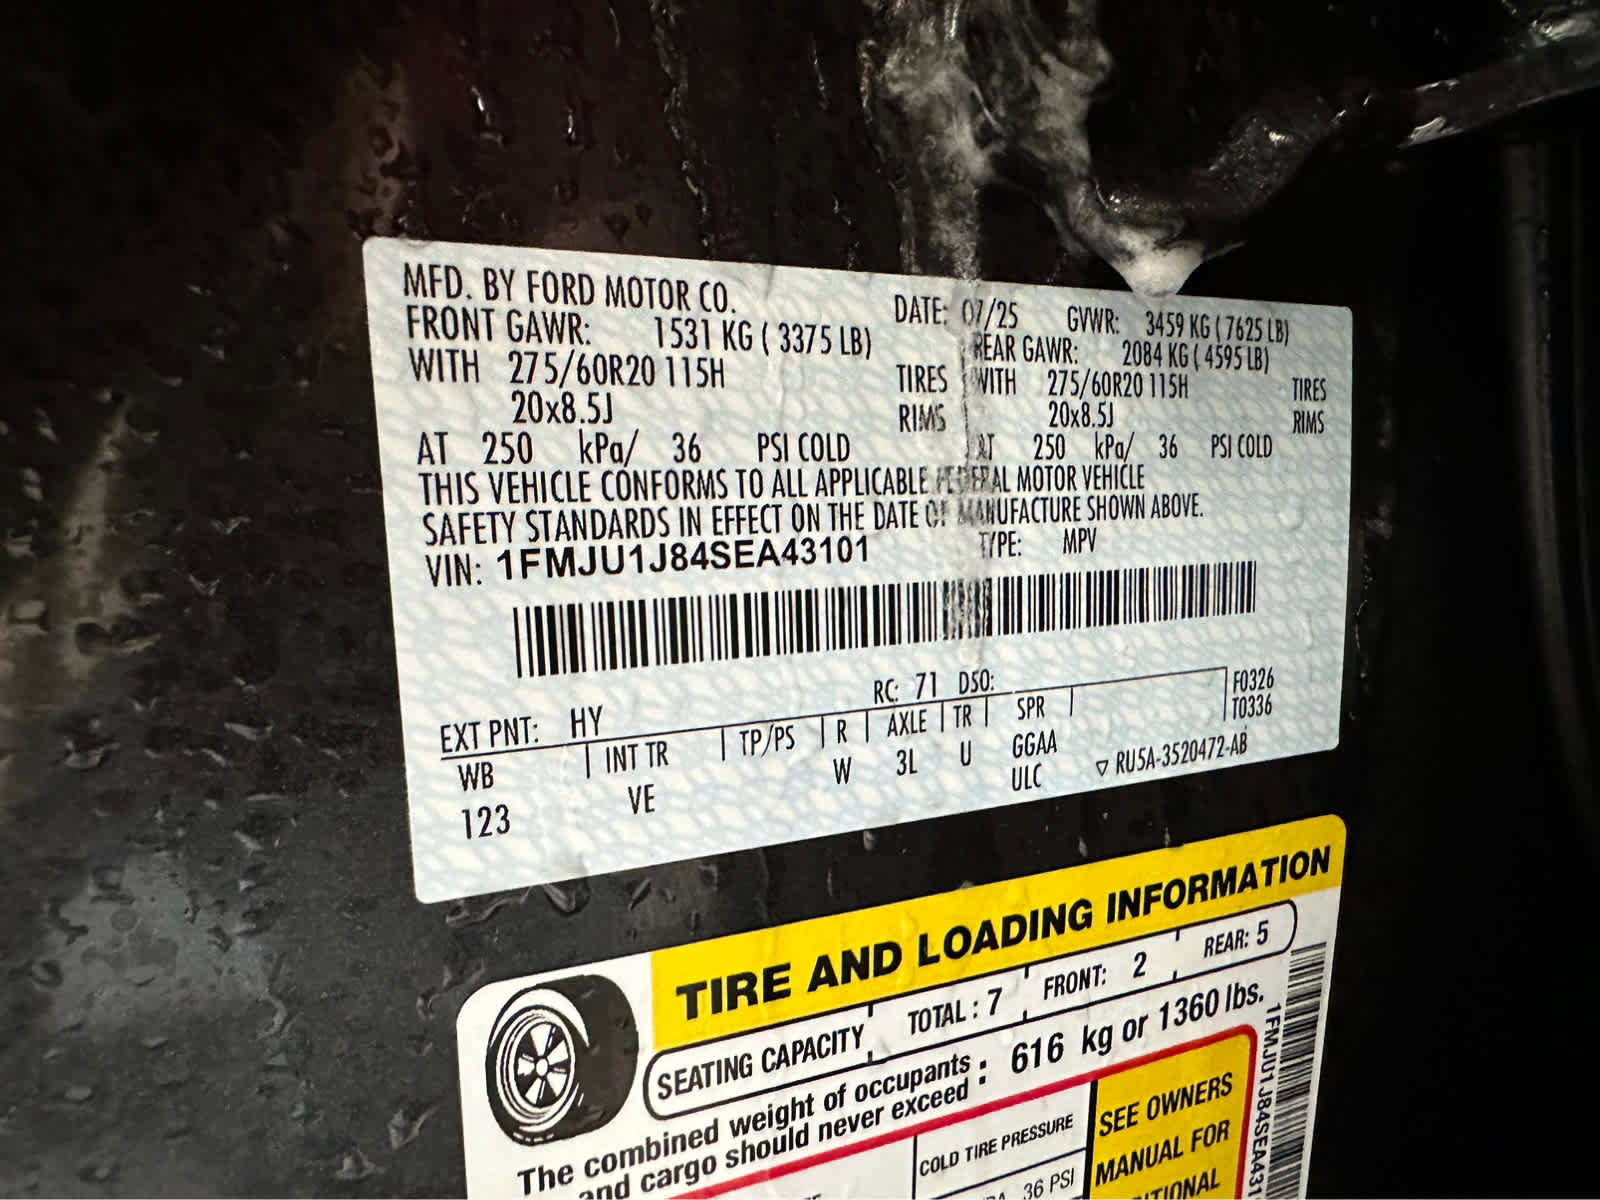 MFD. BY FORD MOTOR CO. DATE: 07/25 GVWR: 3459 KG ( 7625 LB)
FRONT GAWR: 1531 KG ( 3375 LB) REAR GAWR: 2084 KG ( 4595 LB)
WITH 275/60R20 115H TIRES WITH 275/60R20 115H TIRES
20x8.5J RIMS 20x8.5J RIMS
AT 250 kPa/ 36 PSI COLD AT 250 kPa/ 36 PSI COLD
THIS VEHICLE CONFORMS TO ALL APPLICABLE FEDERAL MOTOR VEHICLE
SAFETY STANDARDS IN EFFECT ON THE DATE OF MANUFACTURE SHOWN ABOVE.
VIN: 1FMJU1J84SEA43101 TYPE: MPV
EXT PNT: HY RC: 71 DSO: F0326
WB INT TR TP/PS R AXLE TR SPR T0336
123 VE W 3L U GGAA
ULC ▽ RU5A-3520472-AB
TIRE AND LOADING INFORMATION
SEATING CAPACITY TOTAL : 7 FRONT: 2 REAR: 5
The combined weight of occupants
and cargo should never exceed : 616 kg or 1360 lbs.
COLD TIRE PRESSURE
36 PSI
SEE OWNERS
MANUAL FOR
1FMJU1J84SEA431